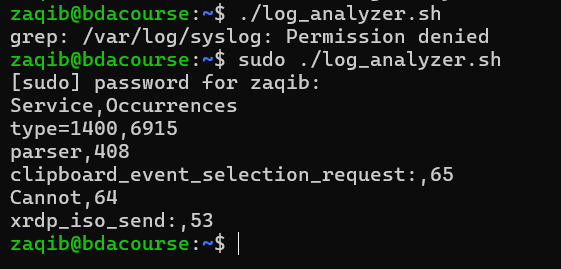 zaqib@bdacourse:~$ ./log_analyzer.sh
grep: /var/log/syslog: Permission denied
zaqib@bdacourse:~$ sudo ./log_analyzer.sh
[sudo] password for zaqib:
Service,Occurrences
type=1400,6915
parser,408
clipboard_event_selection_request:,65
Cannot,64
xrdp_iso_send:,53
zaqib@bdacourse:~$